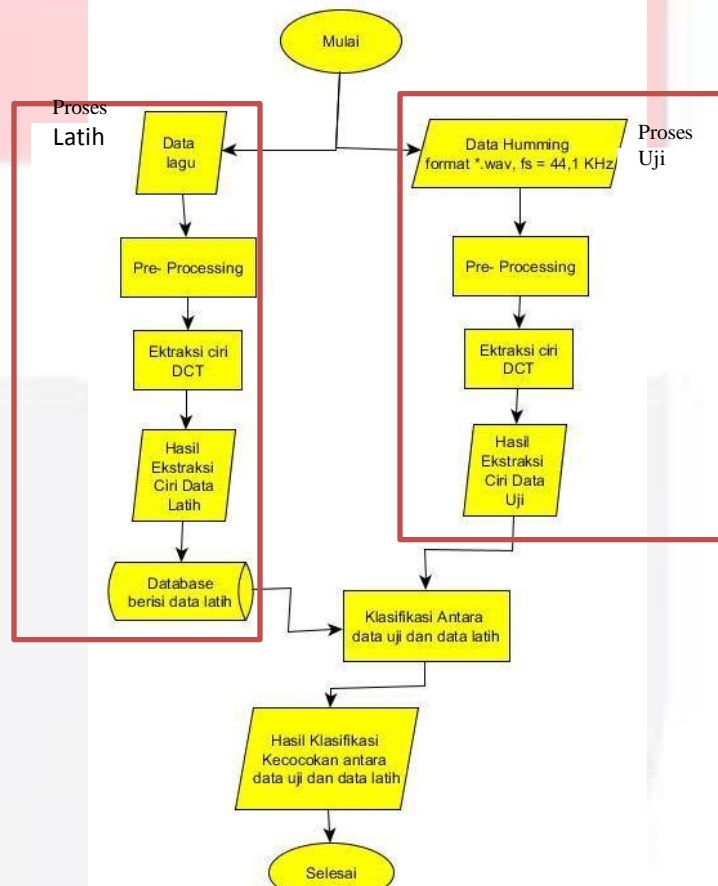 Mulai
Proses
Latih
Data
lagu
Pre- Processing
Ektraksi ciri
DCT
Hasil
Ekstraksi
Ciri Data
Latih
Database
berisi data latih
Data Humming
format *.wav, fs = 44,1 KHz
Proses
Uji
Pre- Processing
Ektraksi ciri
DCT
Hasil
Ekstraksi
Ciri Data
Uji
Klasifikasi Antara
data uji dan data latih
Hasil Klasifikasi
Kecocokan antara
data uji dan data latih
Selesai